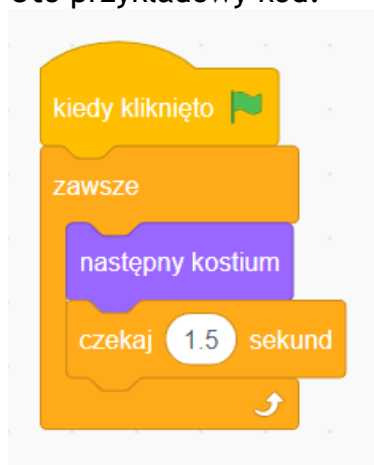 Oto przykładowy kod:
kiedy kliknięto
zawsze
następny kostium
czekaj 1.5 sekund